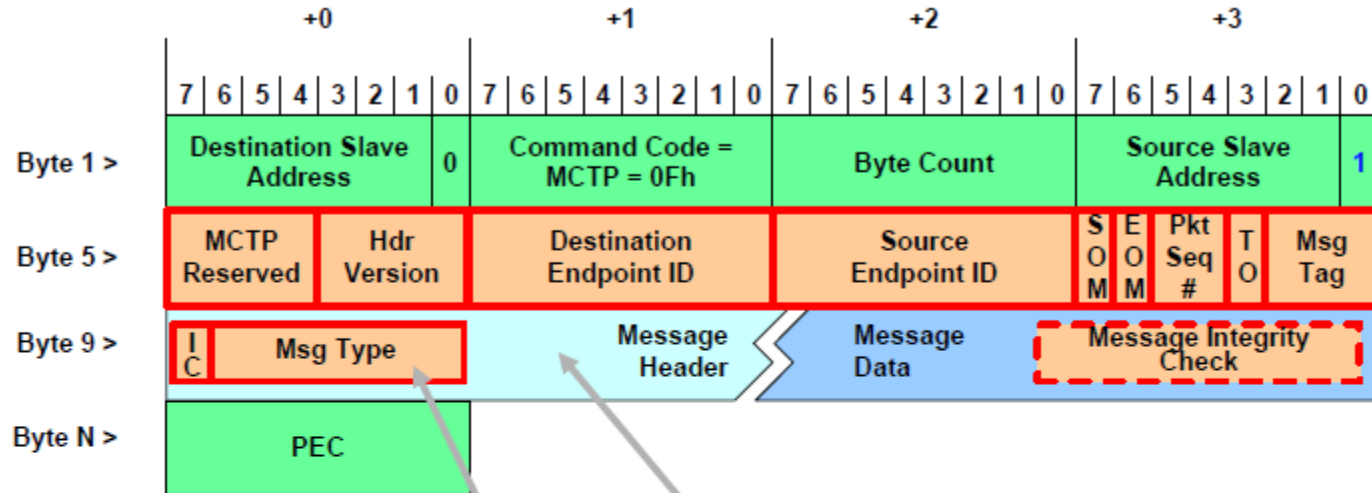 +0 +1 +2 +3
7 6 5 4 3 2 1 0 7 6 5 4 3 2 1 0 7 6 5 4 3 2 1 0 7 6 5 4 3 2 1 0
Byte 1 >
Destination Slave
Address
0
Command Code =
MCTP = 0Fh
Byte Count
Source Slave
Address
1
Byte 5 >
MCTP
Reserved
Hdr
Version
Destination
Endpoint ID
Source
Endpoint ID
S
O
M
E
O
M
Pkt
Seq
#
T
O
Msg
Tag
Byte 9 >
I
C
Msg Type
Message
Header
Message
Data
Message Integrity
Check
Byte N >
PEC